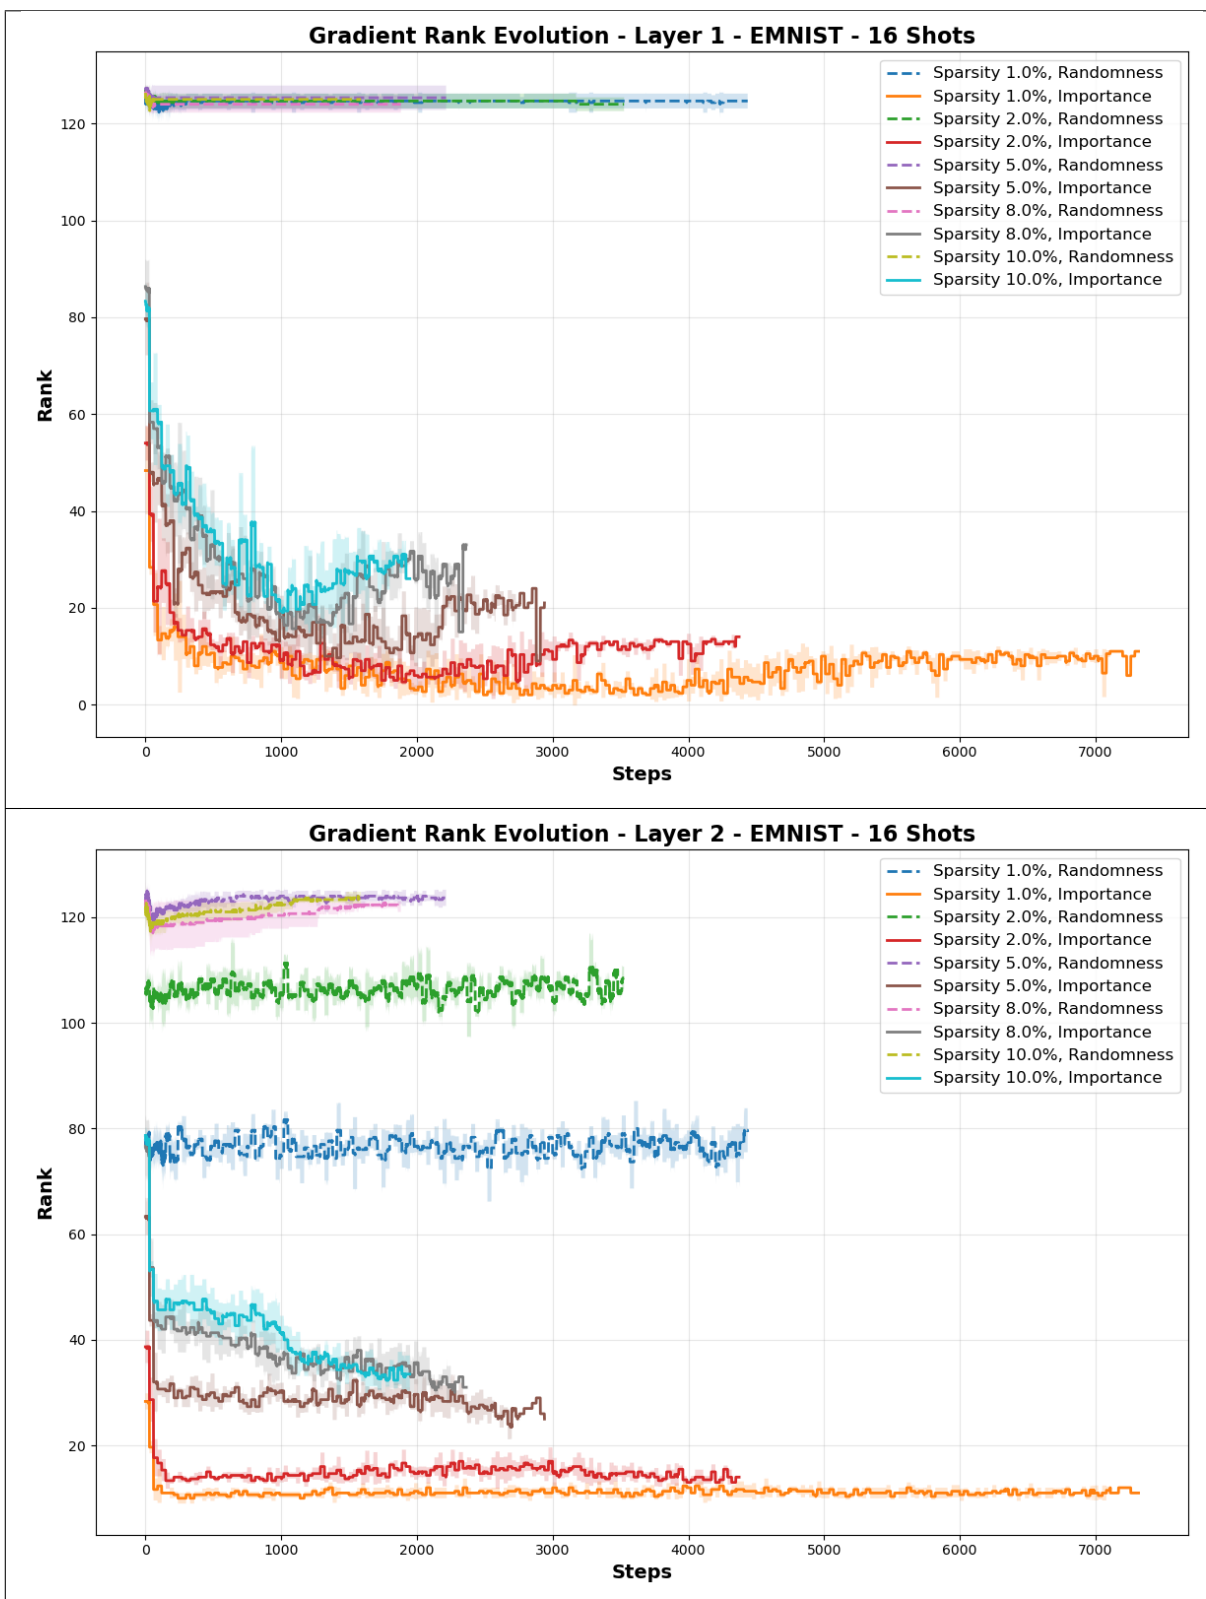 Gradient Rank Evolution - Layer 1 - EMNIST - 16 Shots
Sparsity 1.0%, Randomness
Sparsity 1.0%, Importance
Sparsity 2.0%, Randomness
Sparsity 2.0%, Importance
Sparsity 5.0%, Randomness
Sparsity 5.0%, Importance
Sparsity 8.0%, Randomness
Sparsity 8.0%, Importance
Sparsity 10.0%, Randomness
Sparsity 10.0%, Importance
120
100
80
60
40
20
0
Rank
0 1000 2000 3000 4000 5000 6000 7000
Steps
Gradient Rank Evolution - Layer 2 - EMNIST - 16 Shots
Sparsity 1.0%, Randomness
Sparsity 1.0%, Importance
Sparsity 2.0%, Randomness
Sparsity 2.0%, Importance
Sparsity 5.0%, Randomness
Sparsity 5.0%, Importance
Sparsity 8.0%, Randomness
Sparsity 8.0%, Importance
Sparsity 10.0%, Randomness
Sparsity 10.0%, Importance
120
100
80
60
40
20
Rank
0 1000 2000 3000 4000 5000 6000 7000
Steps